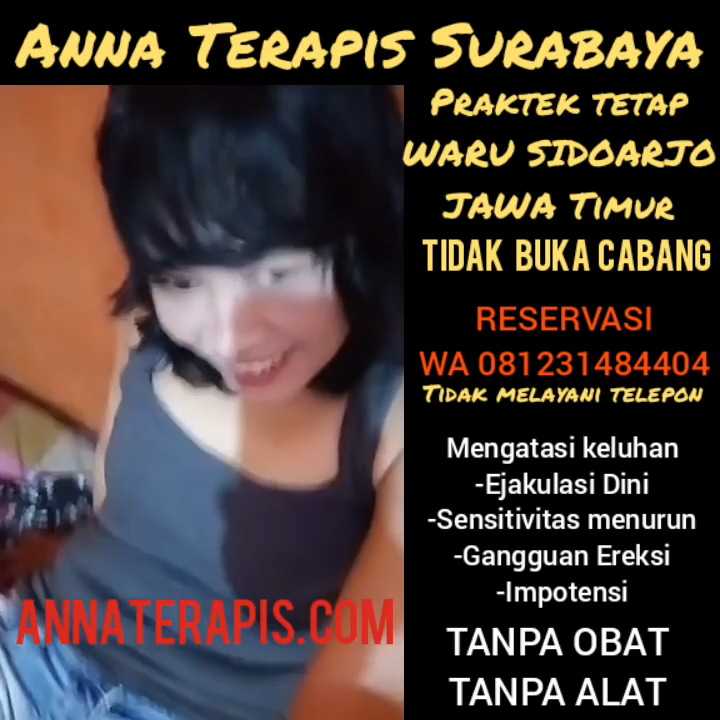 ANNA TERAPIS SURABAYA
PRAKTEK TETAP
WARU SIDOARJO
JAWA TIMUR
TIDAK BUKA CABANG
RESERVASI
WA 081231484404
TIDAK MELAYANI TELEPON
Mengatasi keluhan
-Ejakulasi Dini
-Sensitivitas menurun
-Gangguan Ereksi
-Impotensi
TANPA OBAT
TANPA ALAT
ANNATERAPIS.COM